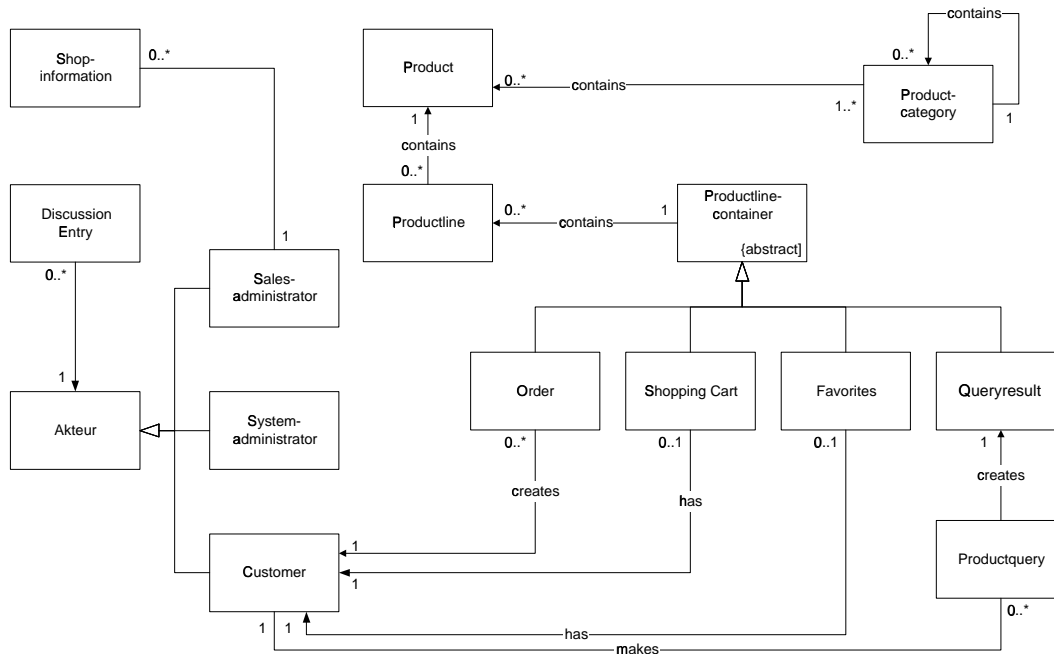 contains
Shop-
information
0..*
Product
0..*
contains
0..*
1..*
Product-
category
1
1
contains
0..*
Discussion
Entry
0..*
Productline
0..*
contains
1
Productline-
container
{abstract]
1
Sales-
administrator
1
Akteur
System-
administrator
Order
Shopping Cart
Favorites
Queryresult
0..*
0..1
0..1
1
creates
has
creates
1
1
Customer
Productquery
1
1
0..*
has
makes